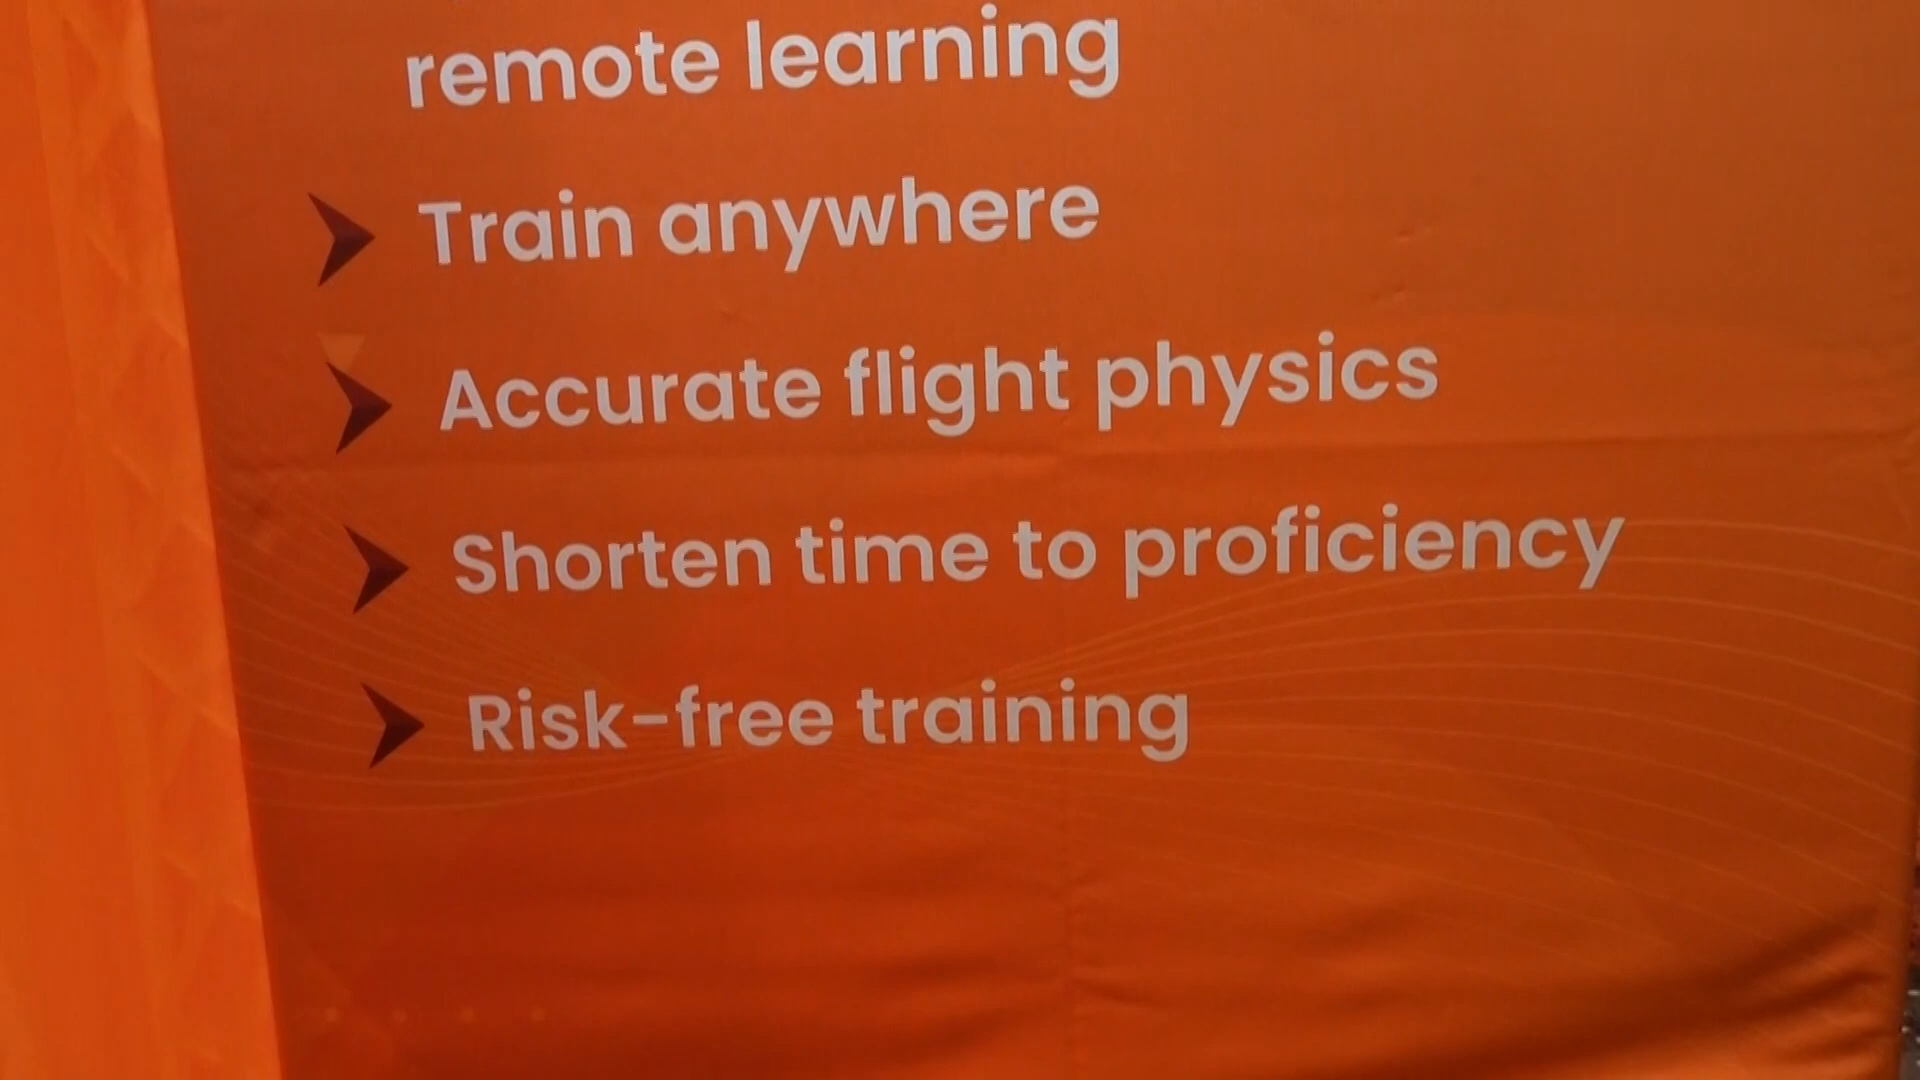 remote learning
Train anywhere
Accurate flight physics
Shorten time to proficiency
Risk-free training